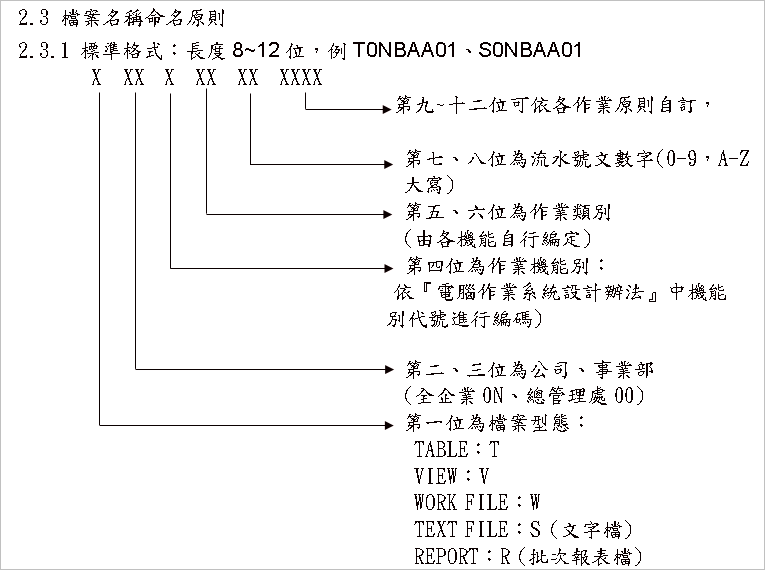 2.3 檔案名稱命名原則
2.3.1 標準格式：長度 8~12 位，例 T0NBAA01、S0NBAA01
X XX X XX XX XXXX
第九~十二位可依各作業原則自訂，
第七、八位為流水號文數字(0-9，A-Z
大寫)
第五、六位為作業類別
(由各機能自行編定)
第四位為作業機能別：
依『電腦作業系統設計辦法』中機能
別代號進行編碼)
第二、三位為公司、事業部
(全企業 0N、總管理處 00)
第一位為檔案型態：
TABLE：T
VIEW：V
WORK FILE：W
TEXT FILE：S (文字檔)
REPORT：R (批次報表檔)